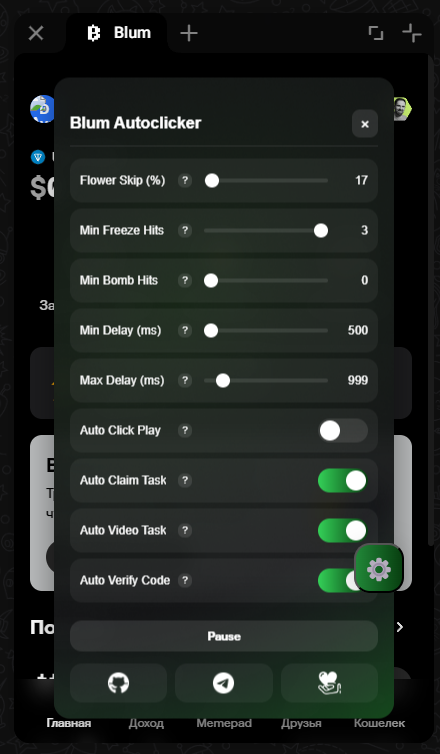 Blum
Blum Autoclicker
×
Flower Skip (%) ? 17
Min Freeze Hits ? 3
Min Bomb Hits ? 0
Min Delay (ms) ? 500
Max Delay (ms) ? 999
Auto Click Play ?
Auto Claim Task ?
Auto Video Task ?
Auto Verify Code ?
По
Pause
Главная Доход Memepad Друзья Кошелек